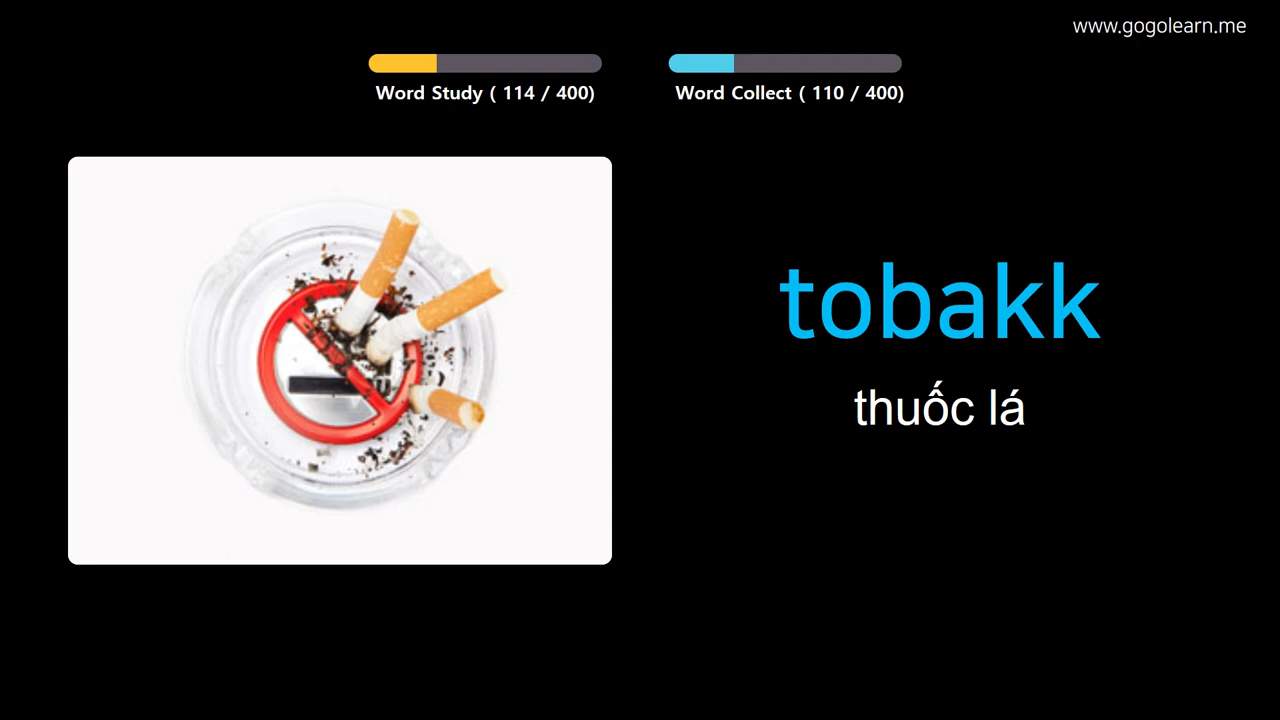 www.gogolearn.me
Word Study ( 114 / 400)
Word Collect ( 110 / 400)
tobakk
thuốc lá